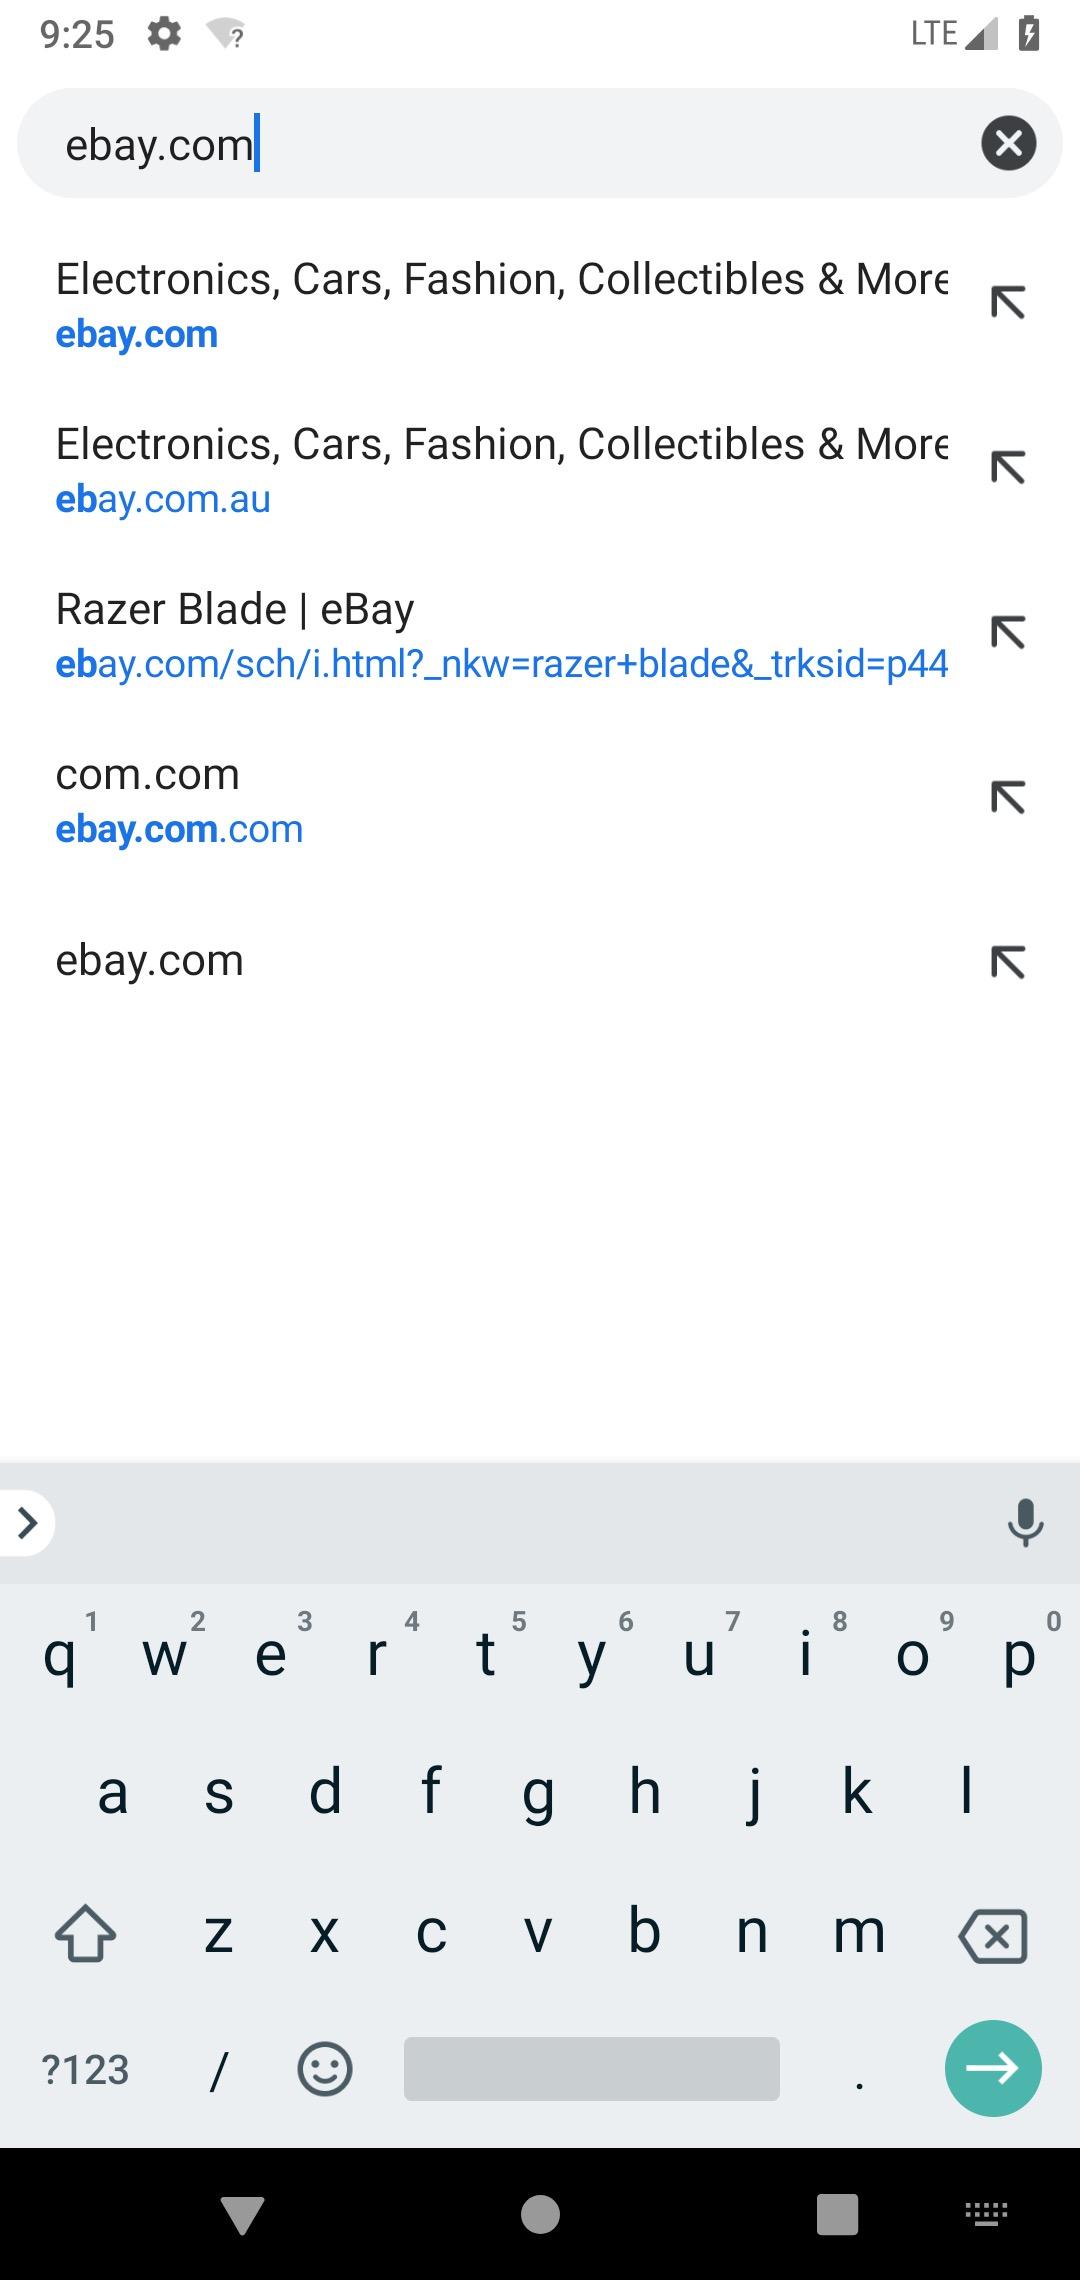 9:25
LTE
ebay.com
Electronics, Cars, Fashion, Collectibles & More
ebay.com
Electronics, Cars, Fashion, Collectibles & More
ebay.com.au
Razer Blade | eBay
ebay.com/sch/i.html?_nkw=razer+blade&_trksid=p44
com.com
ebay.com.com
ebay.com
1 2 3 4 5 6 7 8 9 0
q w e r t y u i o p
a s d f g h j k l
z x c v b n m
?123 / .